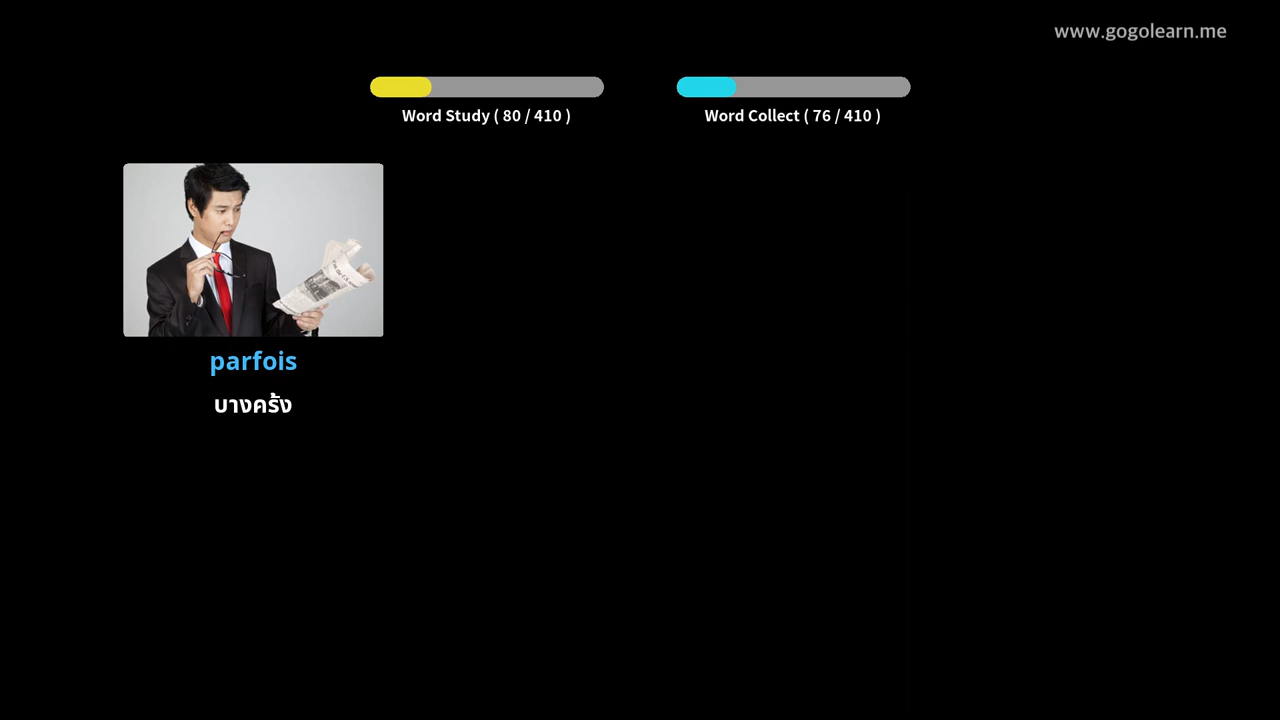 www.gogolearn.me
Word Study ( 80 / 410 )
Word Collect ( 76 / 410 )
parfois
บางครั้ง